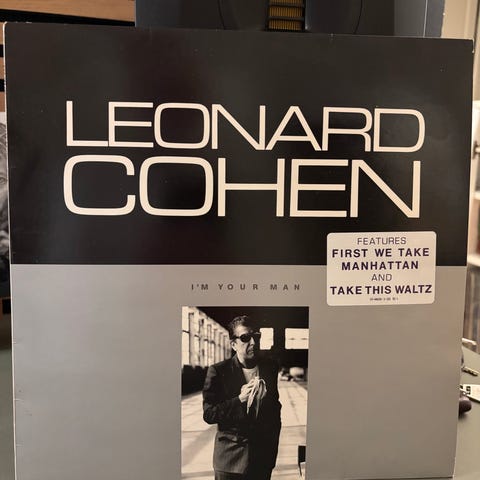 LEONARD
COHEN
FEATURES
FIRST WE TAKE
MANHATTAN
AND
TAKE THIS WALTZ
I'M YOUR MAN